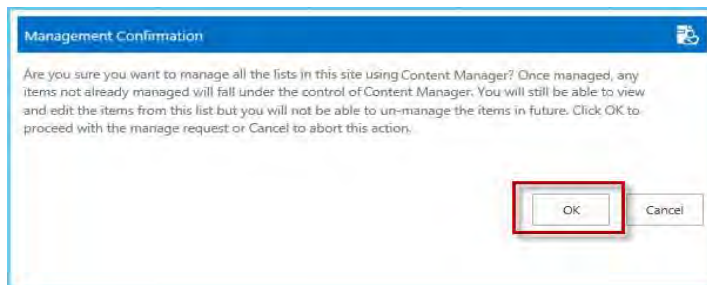 Management Confirmation
Are you sure you want to manage all the lists in this site using Content Manager? Once managed, any
items not already managed will fall under the control of Content Manager. You will still be able to view
and edit the items from this list but you will not be able to un-manage the items in future. Click OK to
proceed with the manage request or Cancel to abort this action.
OK
Cancel